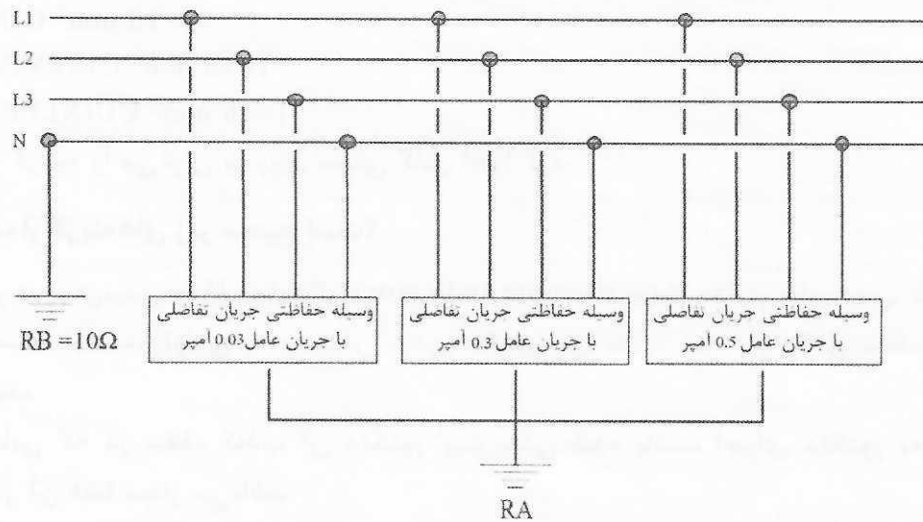 L1
L2
L3
N
RB =10Ω
وسیله حفاظتی جریان تفاضلی
با جریان عامل 0.03 آمپر
وسیله حفاظتی جریان تفاضلی
با جریان عامل 0.3 آمپر
وسیله حفاظتی جریان تفاضلی
با جریان عامل 0.5 آمپر
RA